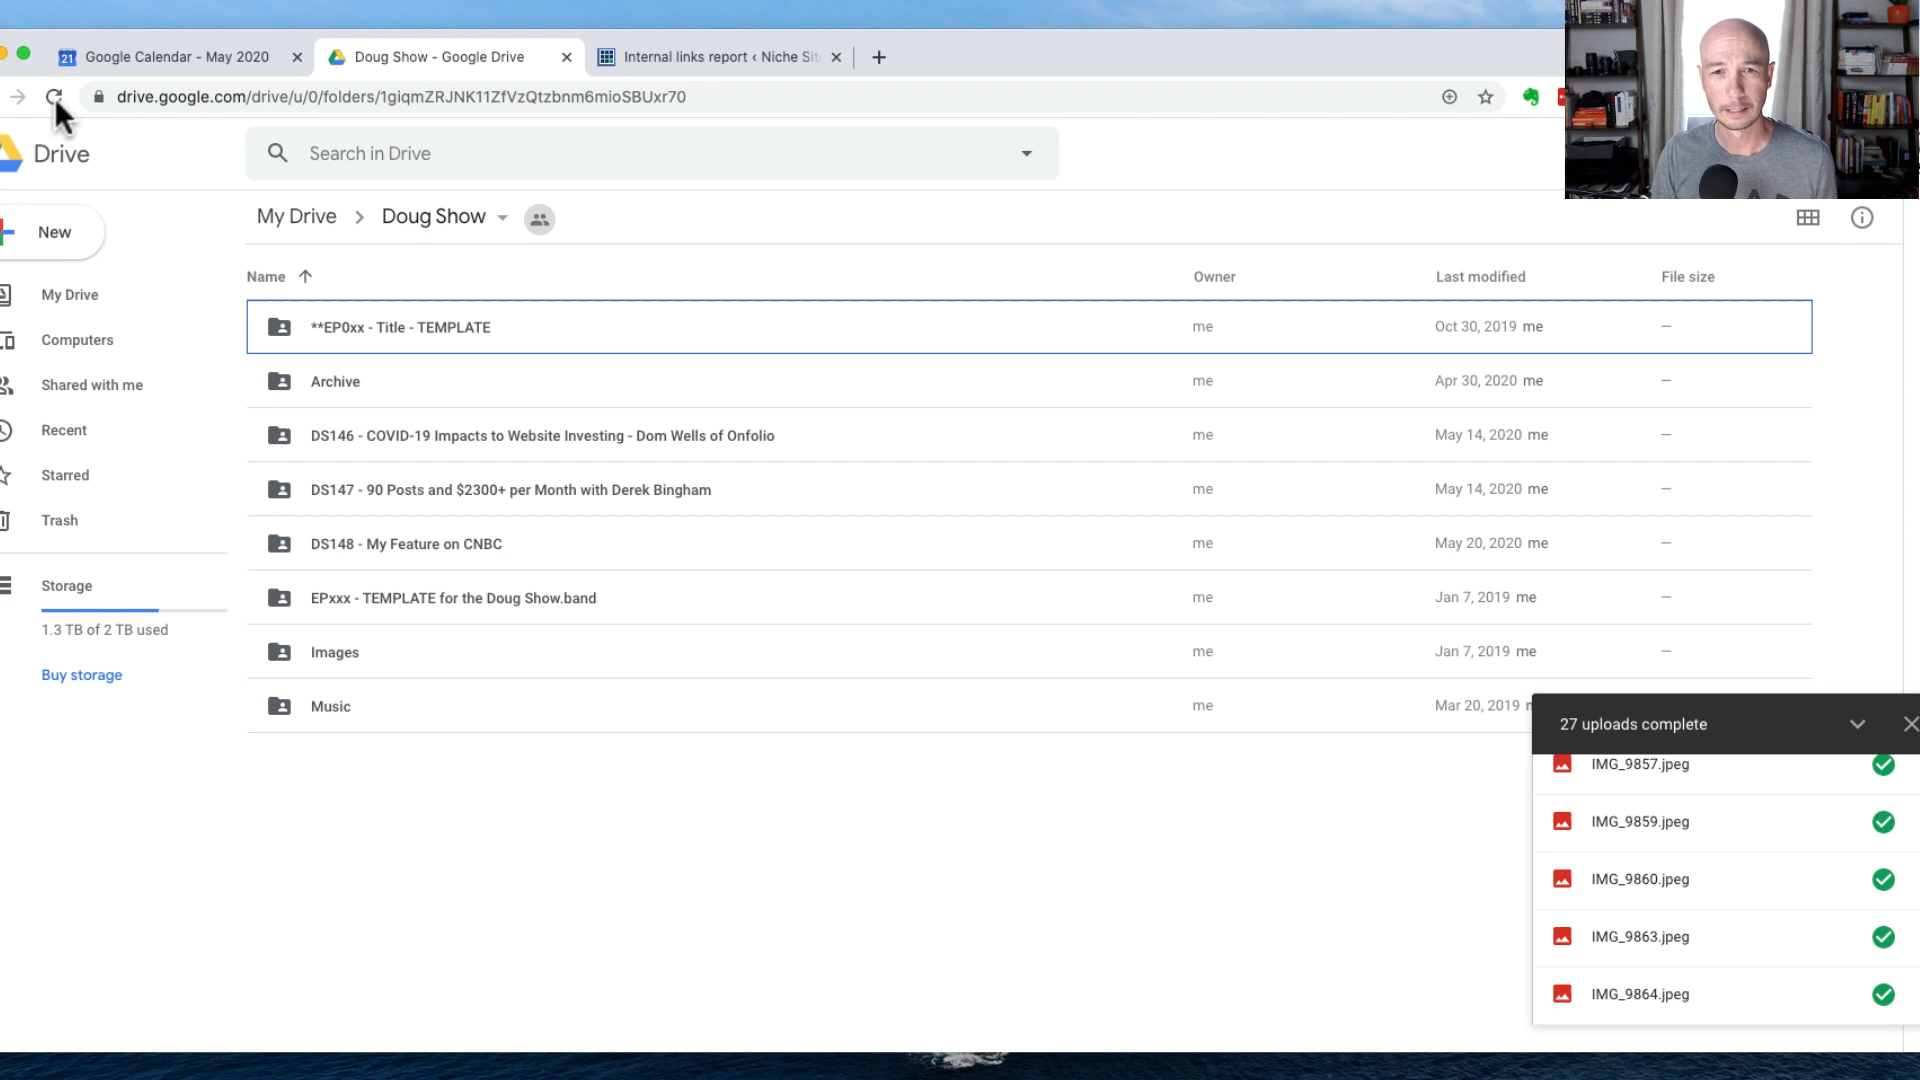 21 Google Calendar - May 2020
Doug Show - Google Drive
Internal links report ‹ Niche Sit
drive.google.com/drive/u/0/folders/1giqmZRJNK11ZfVzQtzbnm6mioSBUxr70
Drive
Search in Drive
New
My Drive > Doug Show
Name Owner Last modified File size
My Drive
Computers
Shared with me
Recent
Starred
Trash
Storage
1.3 TB of 2 TB used
Buy storage
**EP0xx - Title - TEMPLATE me Oct 30, 2019 me —
Archive me Apr 30, 2020 me —
DS146 - COVID-19 Impacts to Website Investing - Dom Wells of Onfolio me May 14, 2020 me —
DS147 - 90 Posts and $2300+ per Month with Derek Bingham me May 14, 2020 me —
DS148 - My Feature on CNBC me May 20, 2020 me —
EPxxx - TEMPLATE for the Doug Show.band me Jan 7, 2019 me —
Images me Jan 7, 2019 me —
Music me Mar 20, 2019
27 uploads complete
IMG_9857.jpeg
IMG_9859.jpeg
IMG_9860.jpeg
IMG_9863.jpeg
IMG_9864.jpeg